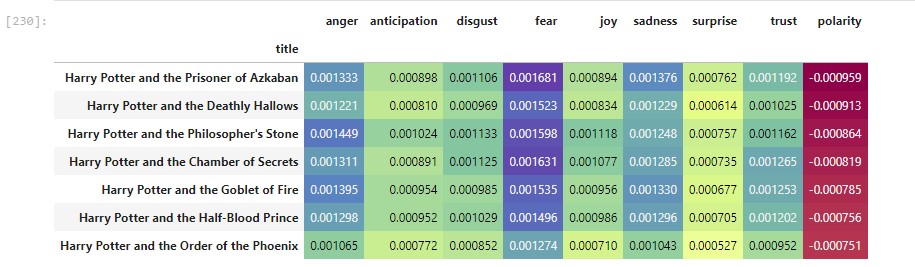 [230]:
anger anticipation disgust fear joy sadness surprise trust polarity
title
Harry Potter and the Prisoner of Azkaban 0.001333 0.000898 0.001106 0.001681 0.000894 0.001376 0.000762 0.001192 -0.000959
Harry Potter and the Deathly Hallows 0.001221 0.000810 0.000969 0.001523 0.000834 0.001229 0.000614 0.001025 -0.000913
Harry Potter and the Philosopher's Stone 0.001449 0.001024 0.001133 0.001598 0.001118 0.001248 0.000757 0.001162 -0.000864
Harry Potter and the Chamber of Secrets 0.001311 0.000891 0.001125 0.001631 0.001077 0.001285 0.000735 0.001265 -0.000819
Harry Potter and the Goblet of Fire 0.001395 0.000954 0.000985 0.001535 0.000956 0.001330 0.000677 0.001253 -0.000785
Harry Potter and the Half-Blood Prince 0.001298 0.000952 0.001029 0.001496 0.000986 0.001296 0.000705 0.001202 -0.000756
Harry Potter and the Order of the Phoenix 0.001065 0.000772 0.000852 0.001274 0.000710 0.001043 0.000527 0.000952 -0.000751